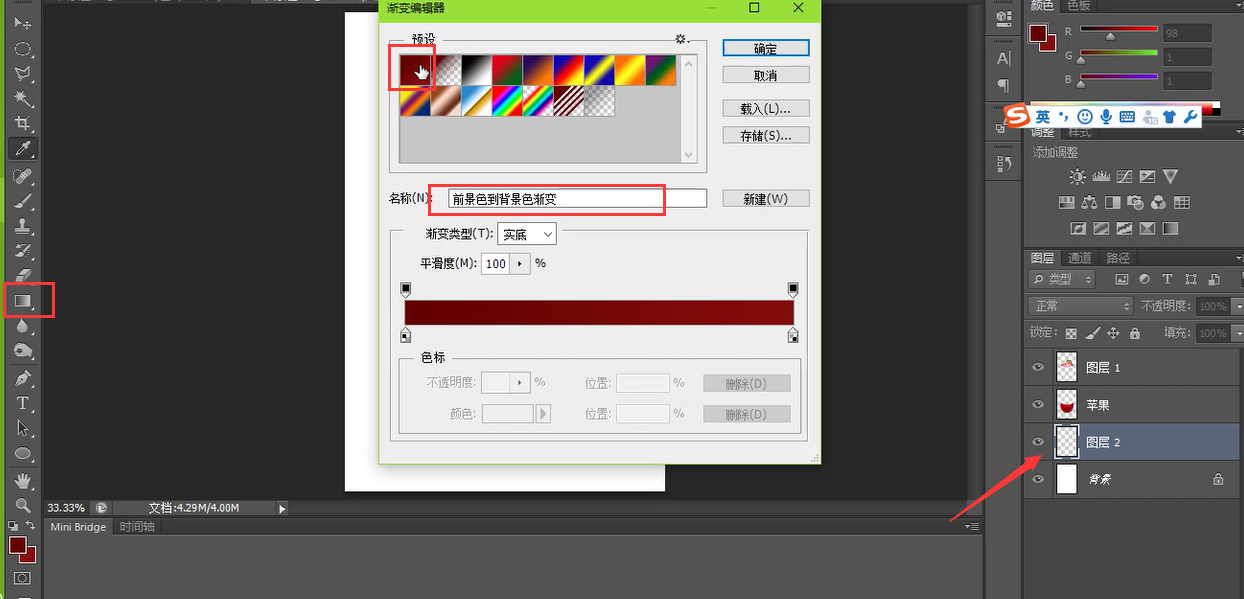 渐变编辑器
预设
确定
取消
载入(L)...
存储(S)...
名称(N):
前景色到背景色渐变
新建(W)
渐变类型(T):
实底
平滑度(M):
100
%
色标
不透明度:
%
位置:
%
删除(D)
颜色:
位置:
%
删除(D)
33.33%
文档:4.29M/4.00M
Mini Bridge
时间轴
颜色
色板
R
98
G
1
B
1
英
调整
样式
添加调整
图层
通道
路径
类型
正常
不透明度:
100%
锁定:
填充:
100%
图层 1
苹果
图层 2
背景